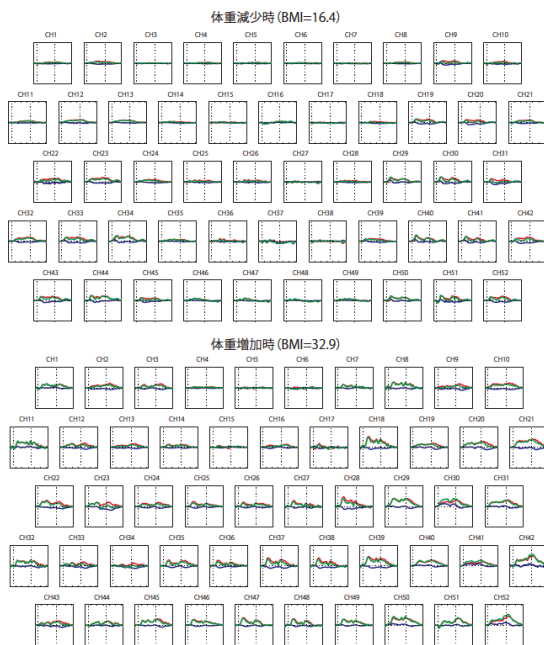 体重減少時（BMI=16.4）
CH1 CH2 CH3 CH4 CH5 CH6 CH7 CH8 CH9 CH10
CH11 CH12 CH13 CH14 CH15 CH16 CH17 CH18 CH19 CH20 CH21
CH22 CH23 CH24 CH25 CH26 CH27 CH28 CH29 CH30 CH31
CH32 CH33 CH34 CH35 CH36 CH37 CH38 CH39 CH40 CH41 CH42
CH43 CH44 CH45 CH46 CH47 CH48 CH49 CH50 CH51 CH52
体重増加時（BMI=32.9）
CH1 CH2 CH3 CH4 CH5 CH6 CH7 CH8 CH9 CH10
CH11 CH12 CH13 CH14 CH15 CH16 CH17 CH18 CH19 CH20 CH21
CH22 CH23 CH24 CH25 CH26 CH27 CH28 CH29 CH30 CH31
CH32 CH33 CH34 CH35 CH36 CH37 CH38 CH39 CH40 CH41 CH42
CH43 CH44 CH45 CH46 CH47 CH48 CH49 CH50 CH51 CH52